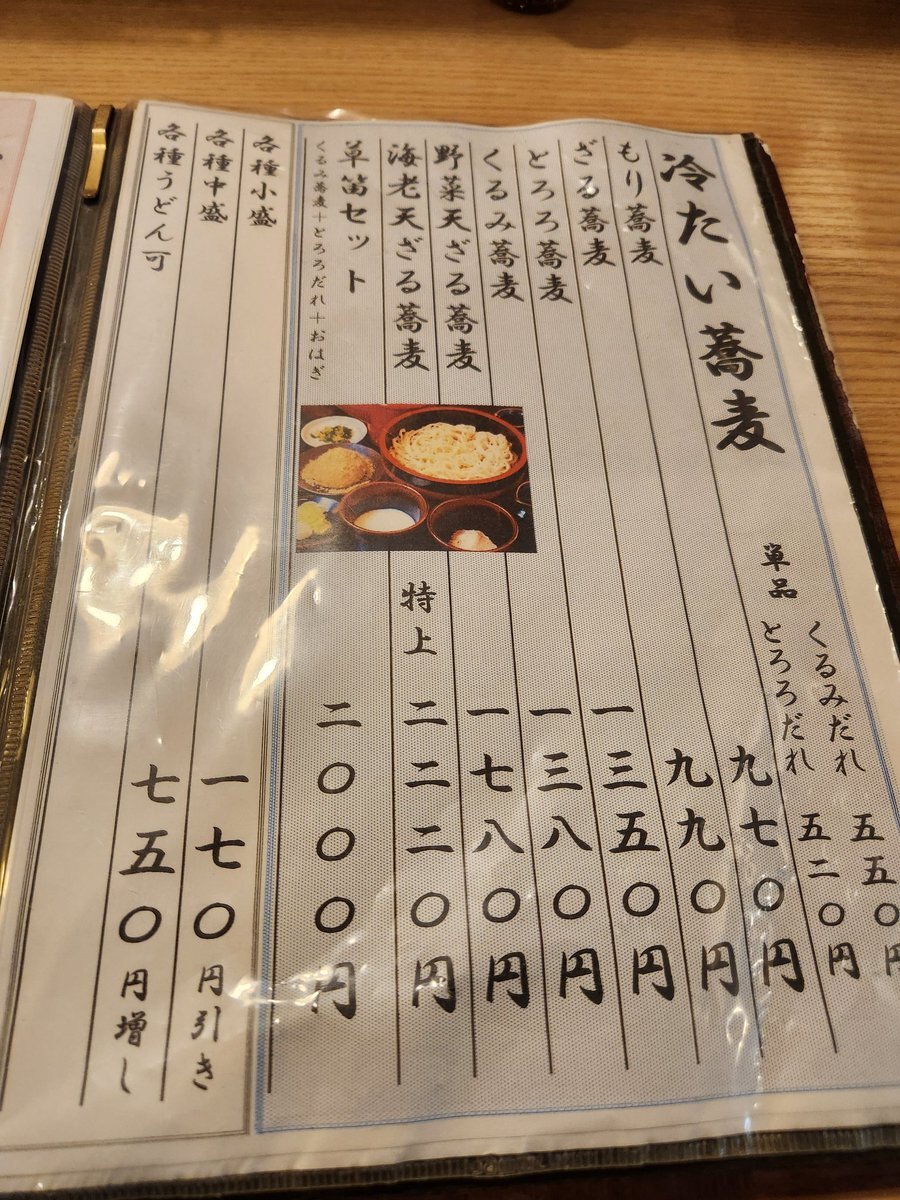 冷たい蕎麦
単品 くるみだれ 五五〇円
とろろだれ 五二〇円
もり蕎麦 九七〇円
ざる蕎麦 九九〇円
とろろ蕎麦 一三五〇円
くるみ蕎麦 一三八〇円
野菜天ざる蕎麦 一七八〇円
海老天ざる蕎麦 特上 二二二〇円
草笛セット 二〇〇〇円
くるみ蕎麦+とろろだれ+おはぎ
各種小盛 一七〇円引き
各種中盛 七五〇円増し
各種うどん可